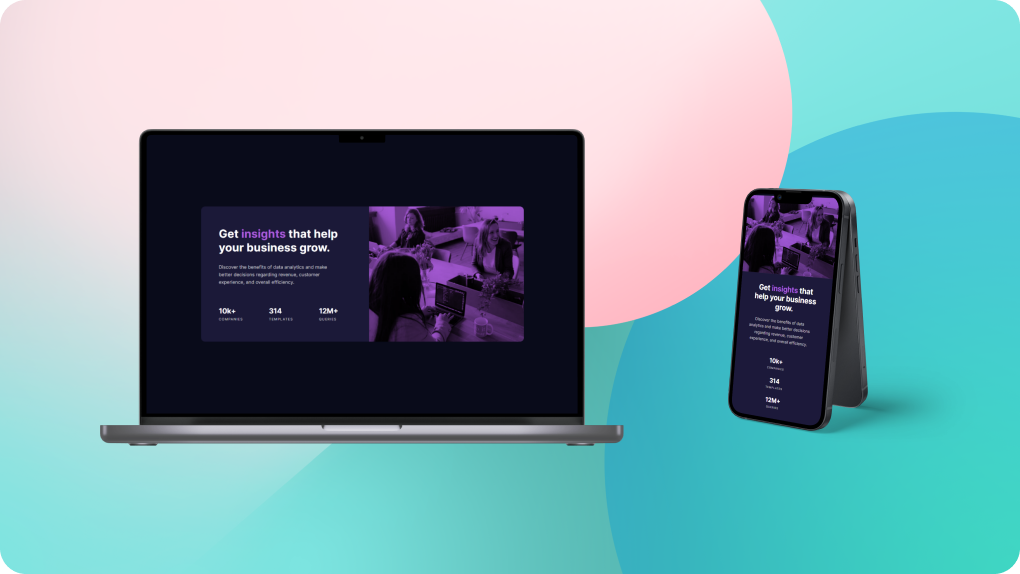 Get insights that help
your business grow.
Discover the benefits of data analytics and make
better decisions regarding revenue, customer
experience, and overall efficiency.
10k+ 314 12M+
COMPANIES TEMPLATES QUERIES
Get insights that
help your business
grow.
Discover the benefits of data
analytics and make better decisions
regarding revenue, customer
experience, and overall efficiency.
10k+
COMPANIES
314
TEMPLATES
12M+
QUERIES